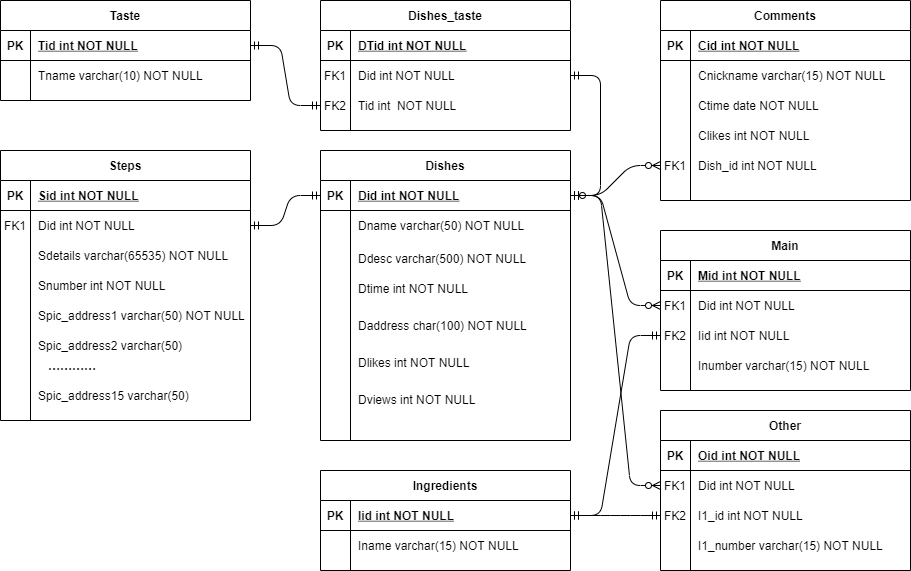 Taste
PK Tid int NOT NULL
Tname varchar(10) NOT NULL
Dishes_taste
PK DTid int NOT NULL
FK1 Did int NOT NULL
FK2 Tid int  NOT NULL
Comments
PK Cid int NOT NULL
Cnickname varchar(15) NOT NULL
Ctime date NOT NULL
Clikes int NOT NULL
FK1 Dish_id int NOT NULL
Steps
PK Sid int NOT NULL
FK1 Did int NOT NULL
Sdetails varchar(65535) NOT NULL
Snumber int NOT NULL
Spic_address1 varchar(50) NOT NULL
Spic_address2 varchar(50)
............
Spic_address15 varchar(50)
Dishes
PK Did int NOT NULL
Dname varchar(50) NOT NULL
Ddesc varchar(500) NOT NULL
Dtime int NOT NULL
Daddress char(100) NOT NULL
Dlikes int NOT NULL
Dviews int NOT NULL
Main
PK Mid int NOT NULL
FK1 Did int NOT NULL
FK2 Iid int NOT NULL
Inumber varchar(15) NOT NULL
Ingredients
PK Iid int NOT NULL
Iname varchar(15) NOT NULL
Other
PK Oid int NOT NULL
FK1 Did int NOT NULL
FK2 I1_id int NOT NULL
I1_number varchar(15) NOT NULL